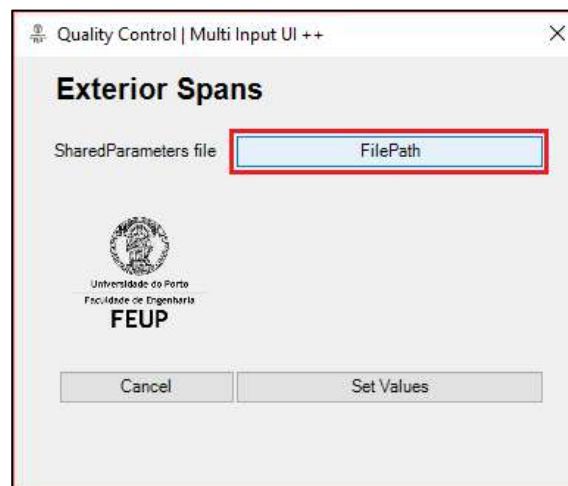 Quality Control | Multi Input UI ++
Exterior Spans
SharedParameters file FilePath
Universidade do Porto
Faculdade de Engenharia
FEUP
Cancel Set Values